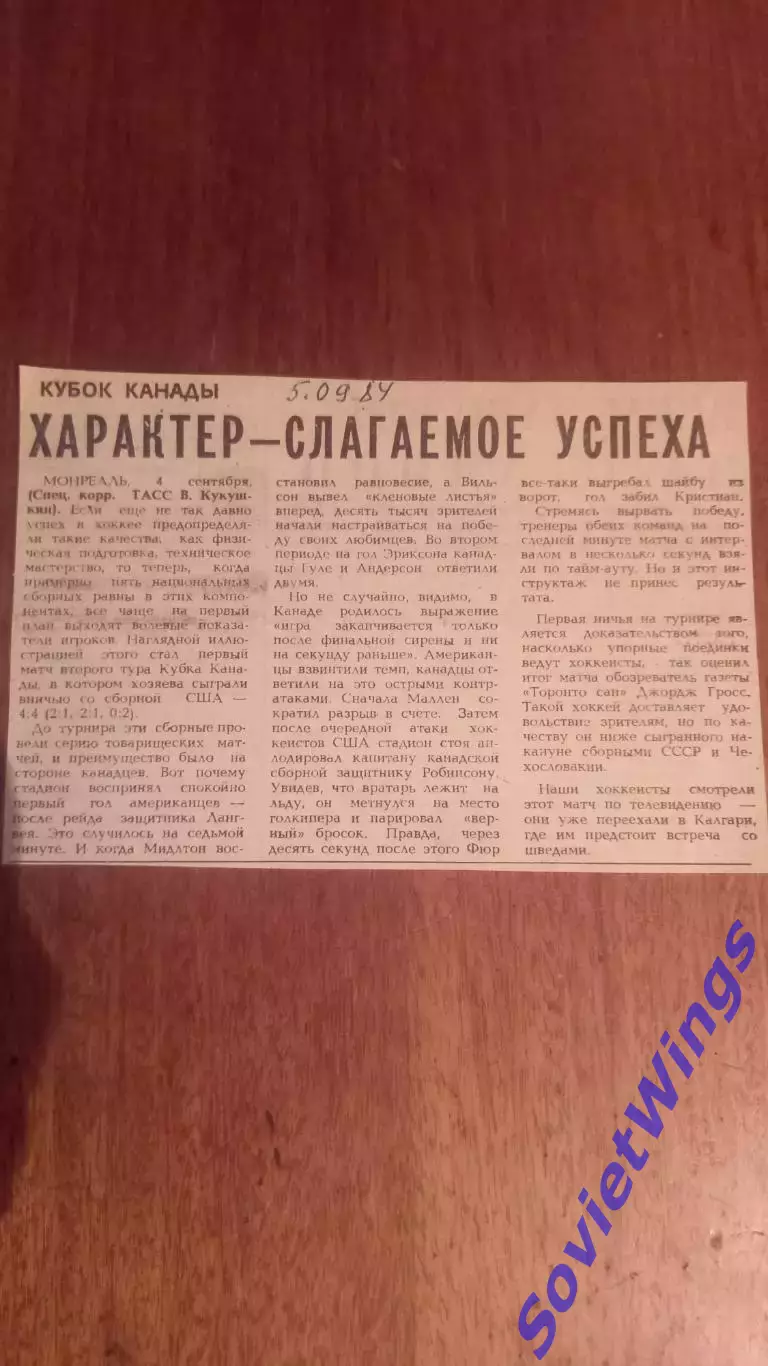 КУБОК КАНАДЫ
5.09.84
ХАРАКТЕР—СЛАГАЕМОЕ УСПЕХА
МОНРЕАЛЬ, 4 сентября.
(Спец. корр. ТАСС В. Кукуш-
кин). Если еще не так давно
успех в хоккее предопределя-
ли такие качества, как физи-
ческая подготовка, техническое
мастерство, то теперь, когда
примерно пять национальных
сборных равны в этих компо-
нентах, все чаще на первый
план выходят волевые показа-
тели игроков. Наглядной иллю-
страцией этого стал первый
матч второго тура Кубка Кана-
ды, в котором хозяева сыграли
вничью со сборной США —
4:4 (2:1, 2:1, 0:2).
До турнира эти сборные про-
вели серию товарищеских мат-
чей, и преимущество было на
стороне канадцев. Вот почему
стадион воспринял спокойно
первый гол американцев —
после рейда защитника Ланг-
вея. Это случилось на седьмой
минуте. И когда Мидлтон вос-
становил равновесие, а Виль-
сон вывел «кленовые листья»
вперед, десять тысяч зрителей
начали настраиваться на побе-
ду своих любимцев. Во втором
периоде на гол Эриксона канад-
цы Гуле и Андерсон ответили
двумя.
Но не случайно, видимо, в
Канаде родилось выражение
«игра заканчивается только
после финальной сирены и ни
на секунду раньше». Американ-
цы взвинтили темп, канадцы от-
ветили на это острыми контр-
атаками. Сначала Маллен со-
кратил разрыв в счете. Затем
после очередной атаки хок-
кеистов США стадион стоя ап-
лодировал капитану канадской
сборной защитнику Робинсону.
Увидев, что вратарь лежит на
льду, он метнулся на место
голкипера и парировал «вер-
ный» бросок. Правда, через
десять секунд после этого Фюр
все-таки выгребал шайбу из
ворот, гол забил Кристиан.
Стремясь вырвать победу,
тренеры обеих команд на по-
следней минуте матча с интер-
валом в несколько секунд взя-
ли по тайм-ауту. Но и этот ин-
структаж не принес резуль-
тата.
Первая ничья на турнире яв-
ляется доказательством того,
насколько упорные поединки
ведут хоккеисты, — так оценил
итог матча обозреватель газеты
«Торонто сан» Джордж Гросс.
Такой хоккей доставляет удо-
вольствие зрителям, но по ка-
честву он ниже сыгранного на-
кануне сборными СССР и Че-
хословакии.
Наши хоккеисты смотрели
этот матч по телевидению —
они уже переехали в Калгари,
где им предстоит встреча со
шведами.
SovietWings